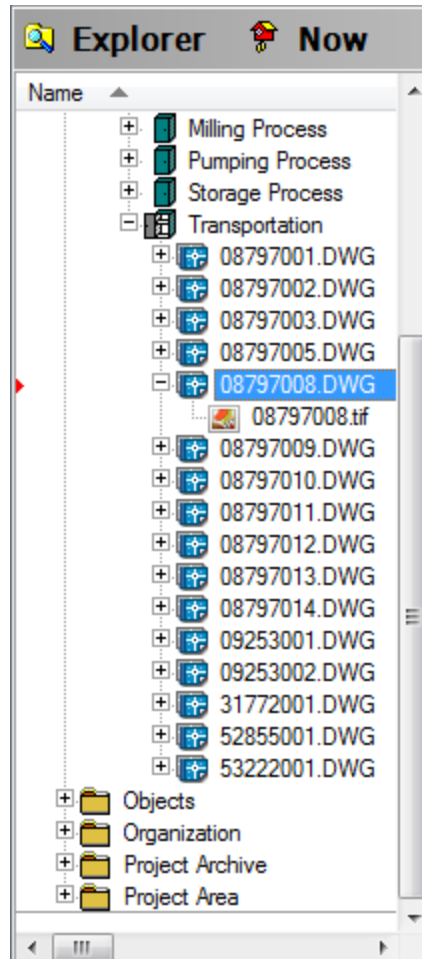 Explorer Now
Name
Milling Process
Pumping Process
Storage Process
Transportation
08797001.DWG
08797002.DWG
08797003.DWG
08797005.DWG
08797008.DWG
08797008.tif
08797009.DWG
08797010.DWG
08797011.DWG
08797012.DWG
08797013.DWG
08797014.DWG
09253001.DWG
09253002.DWG
31772001.DWG
52855001.DWG
53222001.DWG
Objects
Organization
Project Archive
Project Area